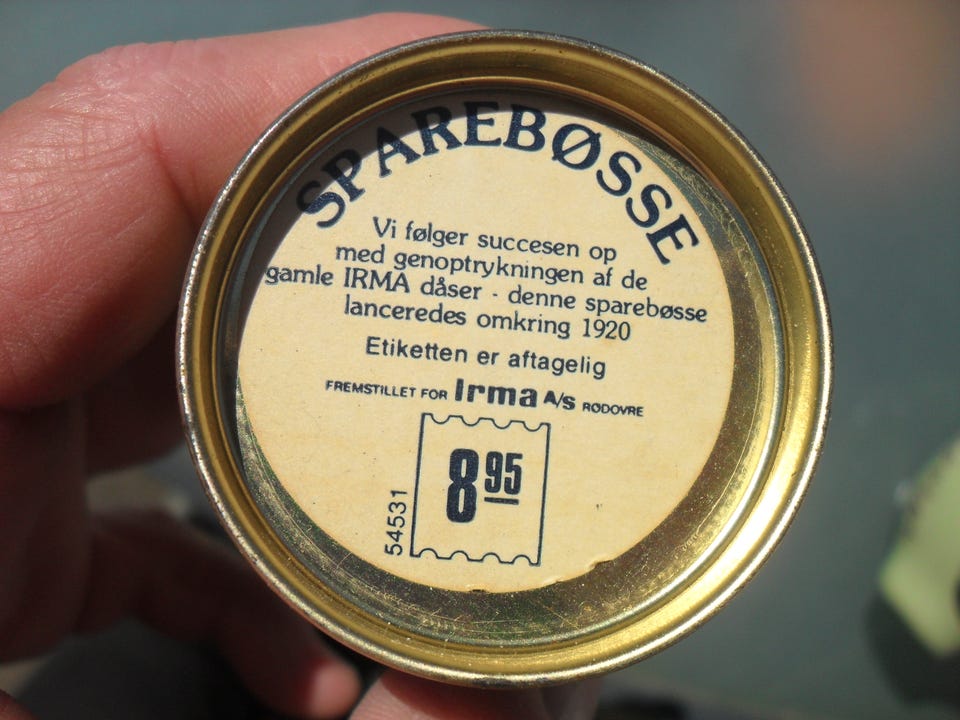 SPAREBØSSE
Vi følger succesen op
med genoptrykningen af de
gamle IRMA dåser - denne sparebøsse
lanceredes omkring 1920
Etiketten er aftagelig
FREMSTILLET FOR Irma A/S RØDOVRE
8 95
54531